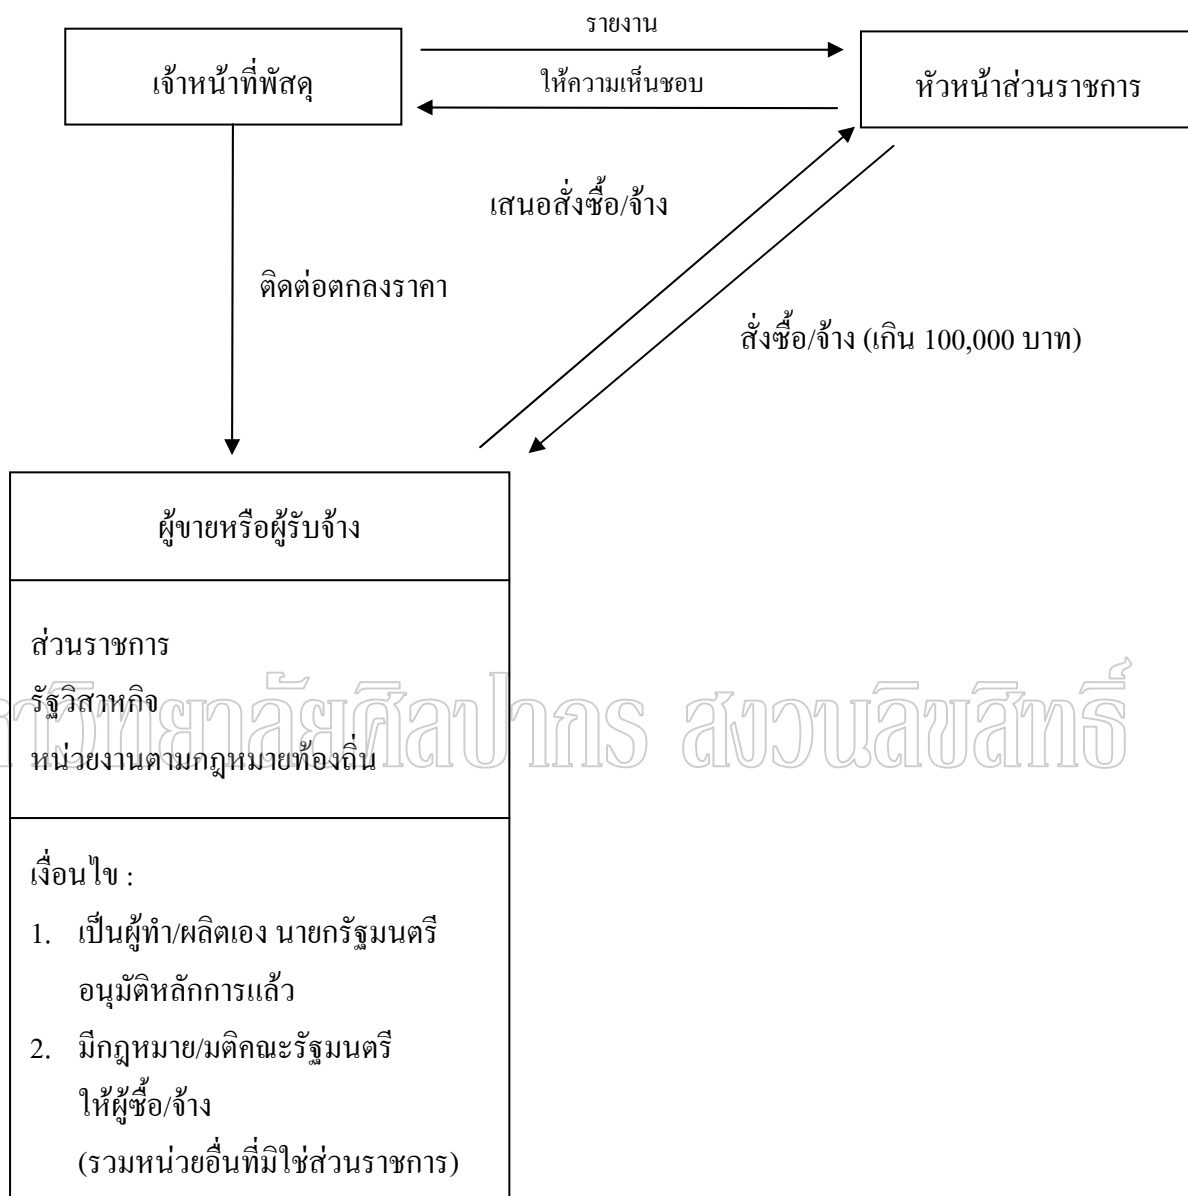 รายงาน
เจ้าหน้าที่พัสดุ
ให้ความเห็นชอบ
หัวหน้าส่วนราชการ
เสนอสั่งซื้อ/จ้าง
ติดต่อตกลงราคา
สั่งซื้อ/จ้าง (เกิน 100,000 บาท)
ผู้ขายหรือผู้รับจ้าง
ส่วนราชการ
รัฐวิสาหกิจ
หน่วยงานตามกฎหมายท้องถิ่น
าวิทยาลัยศิลปากร สงวนลิขสิทธิ์
เงื่อนไข :
1. เป็นผู้ทำ/ผลิตเอง นายกรัฐมนตรี
อนุมัติหลักการแล้ว
2. มีกฎหมาย/มติคณะรัฐมนตรี
ให้ผู้ซื้อ/จ้าง
(รวมหน่วยอื่นที่มิใช่ส่วนราชการ)